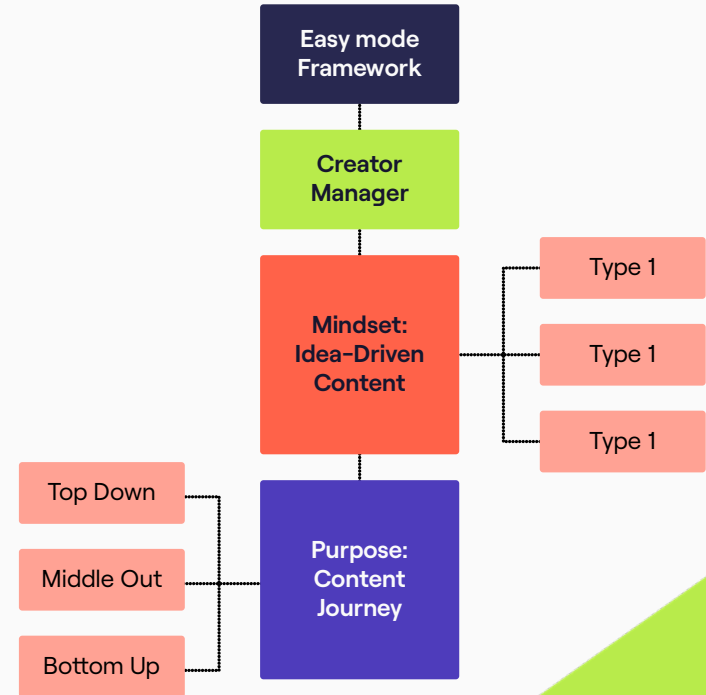 Easy mode
Framework
Creator
Manager
Mindset:
Idea-Driven
Content
Type 1
Type 1
Type 1
Purpose:
Content
Journey
Top Down
Middle Out
Bottom Up